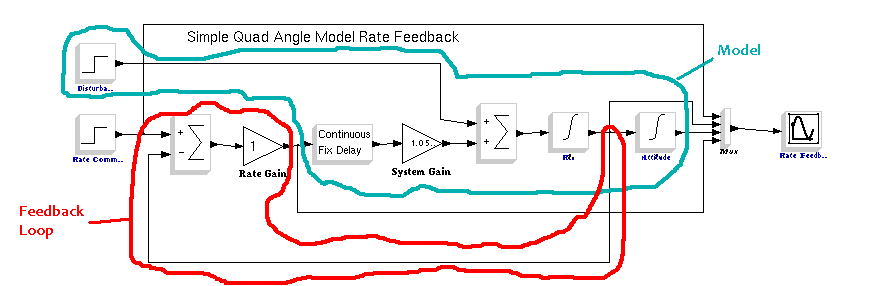 Simple Quad Angle Model Rate Feedback
Model
Disturba...
+
-
Rate Comm...
1
Rate Gain
Continuous
Fix Delay
1.05..
System Gain
+
+
Attitude
Mux
Rate Feedb...
Feedback
Loop